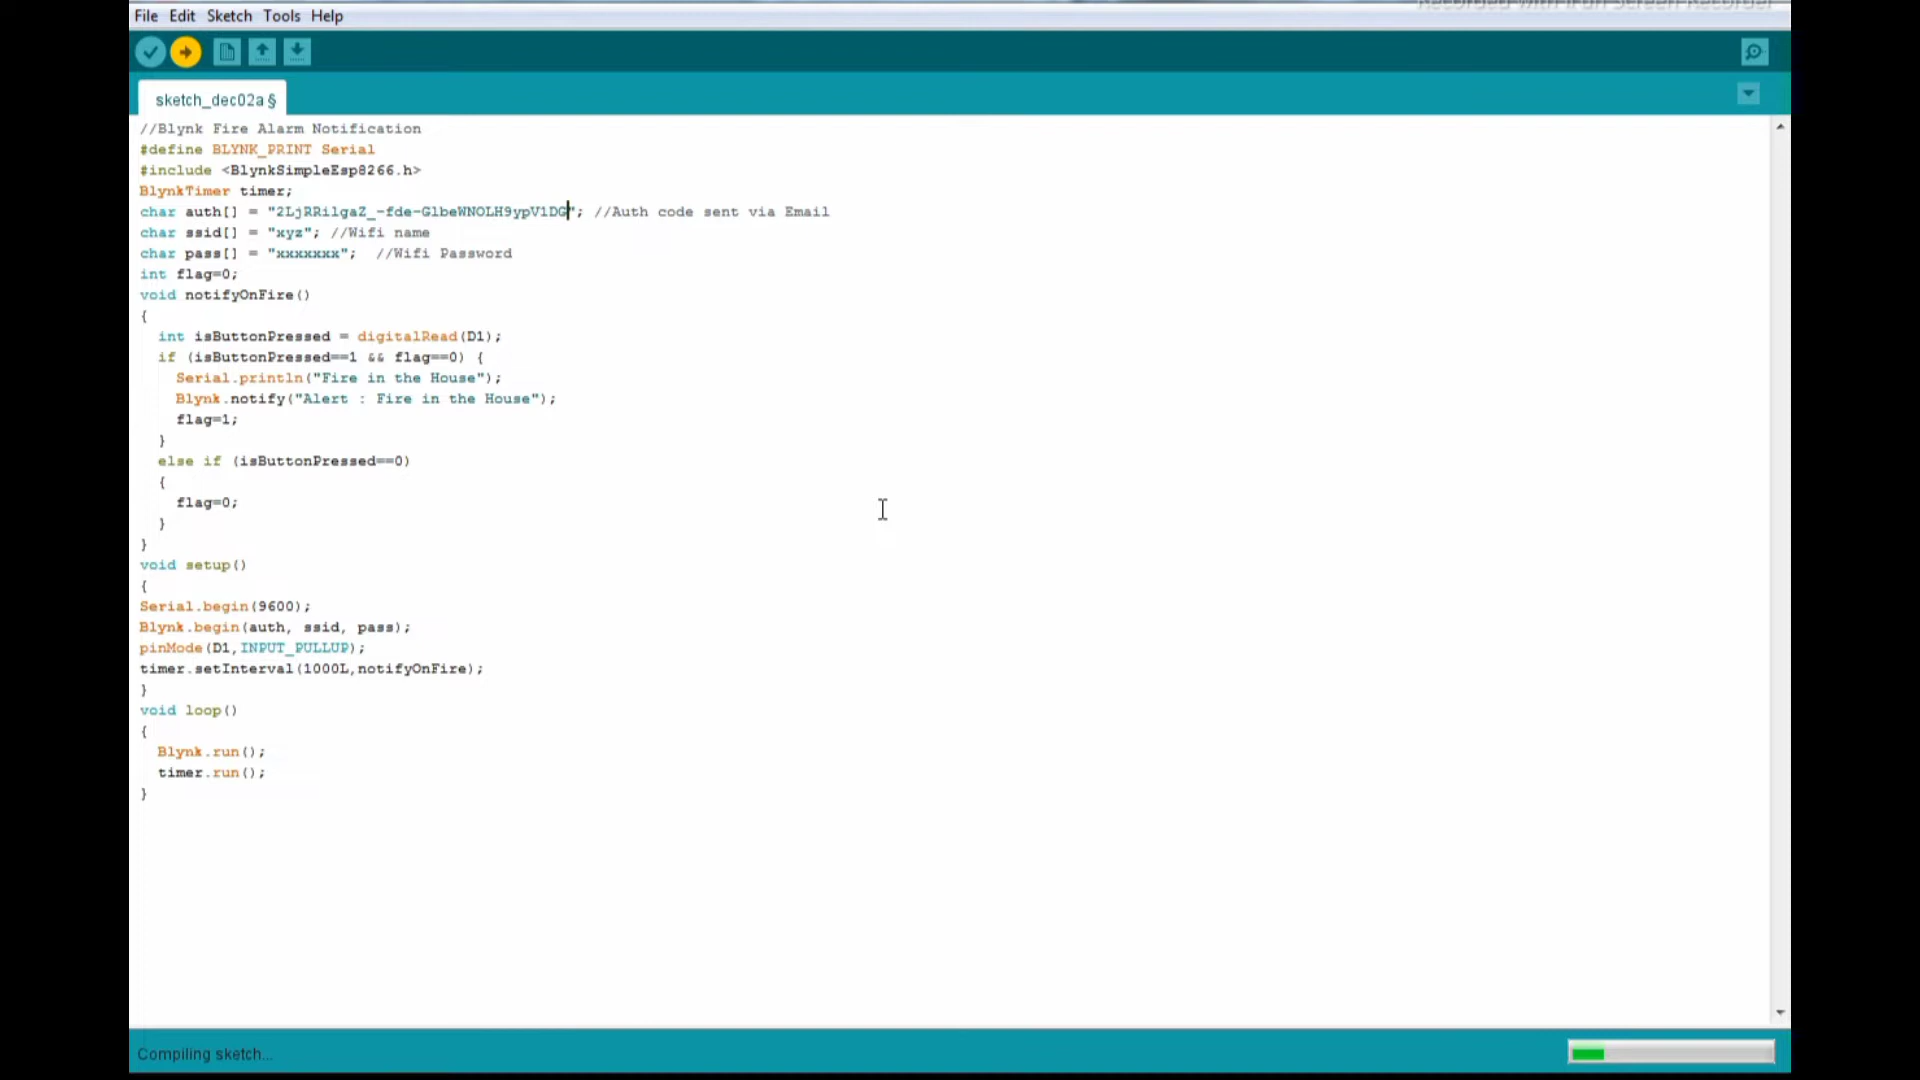 Recorded with iFun Screen Recorder
File Edit Sketch Tools Help
sketch_dec02a §
//Blynk Fire Alarm Notification
#define BLYNK_PRINT Serial
#include <BlynkSimpleEsp8266.h>
BlynkTimer timer;
char auth[] = "2LjRRilgaZ_-fde-GlbeWNOLH9ypV1DG"; //Auth code sent via Email
char ssid[] = "xyz"; //Wifi name
char pass[] = "xxxxxxx";  //Wifi Password
int flag=0;
void notifyOnFire()
{
  int isButtonPressed = digitalRead(D1);
  if (isButtonPressed==1 && flag==0) {
    Serial.println("Fire in the House");
    Blynk.notify("Alert : Fire in the House");
    flag=1;
  }
  else if (isButtonPressed==0)
  {
    flag=0;
  }
}
void setup()
{
Serial.begin(9600);
Blynk.begin(auth, ssid, pass);
pinMode(D1,INPUT_PULLUP);
timer.setInterval(1000L,notifyOnFire);
}
void loop()
{
  Blynk.run();
  timer.run();
}
Compiling sketch...